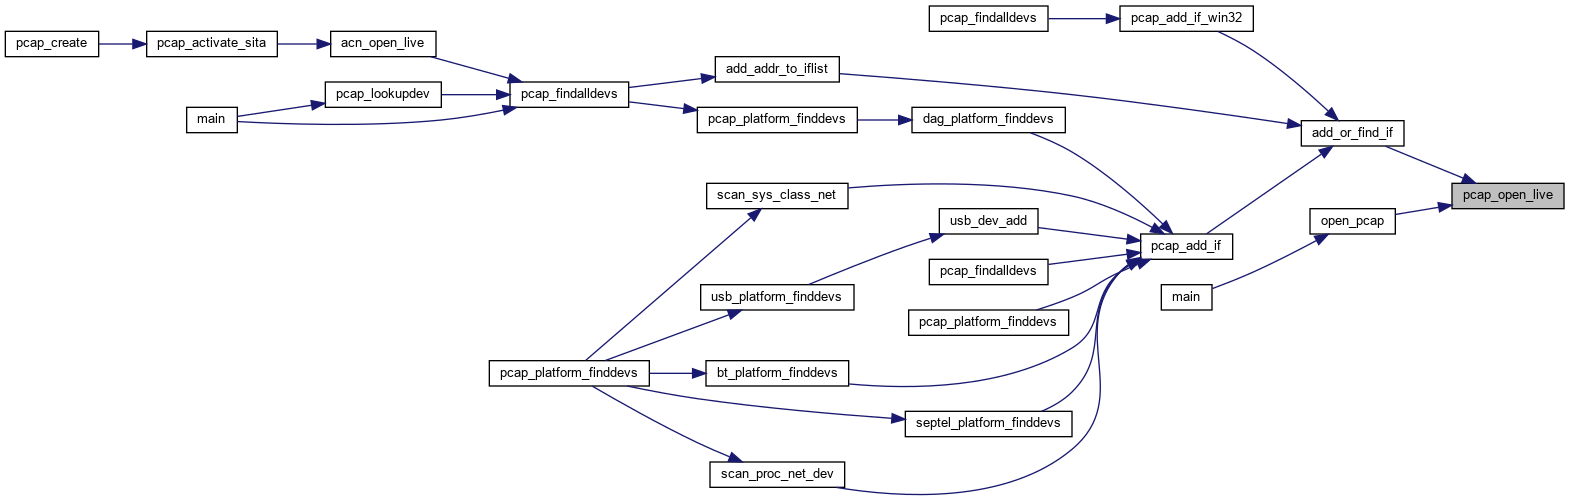 pcap_findalldevs
pcap_add_if_win32
pcap_create
pcap_activate_sita
acn_open_live
add_addr_to_iflist
pcap_lookupdev
pcap_findalldevs
main
pcap_platform_finddevs
dag_platform_finddevs
add_or_find_if
scan_sys_class_net
pcap_open_live
usb_dev_add
open_pcap
pcap_add_if
pcap_findalldevs
usb_platform_finddevs
main
pcap_platform_finddevs
pcap_platform_finddevs
bt_platform_finddevs
septel_platform_finddevs
scan_proc_net_dev